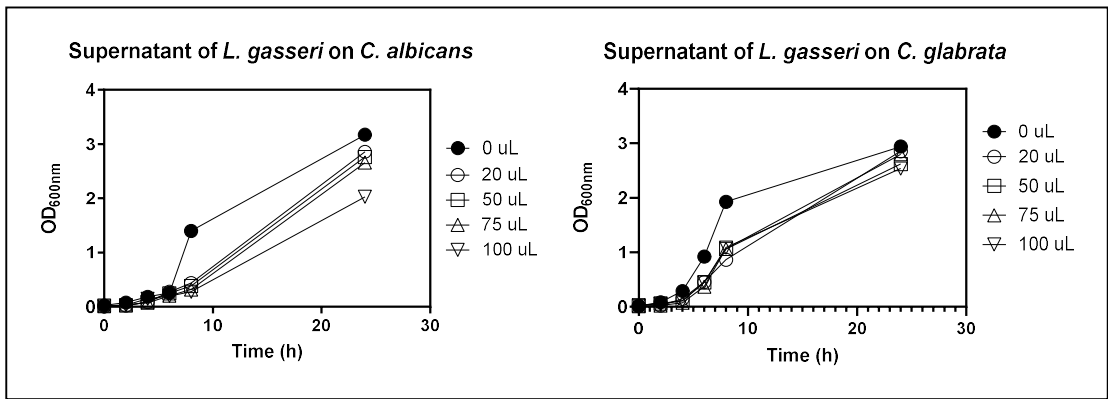 Supernatant of L. gasseri on C. albicans
4
3
2
1
0
OD600nm
0
10
20
30
Time (h)
0 uL
20 uL
50 uL
75 uL
100 uL
Supernatant of L. gasseri on C. glabrata
4
3
2
1
0
OD600nm
0
10
20
30
Time (h)
0 uL
20 uL
50 uL
75 uL
100 uL